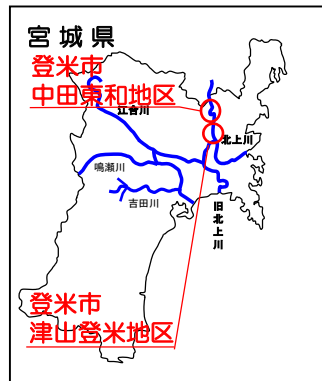 宮城県
登米市
中田東和地区
江合川
北上川
鳴瀬川
吉田川
旧北上川
登米市
津山登米地区